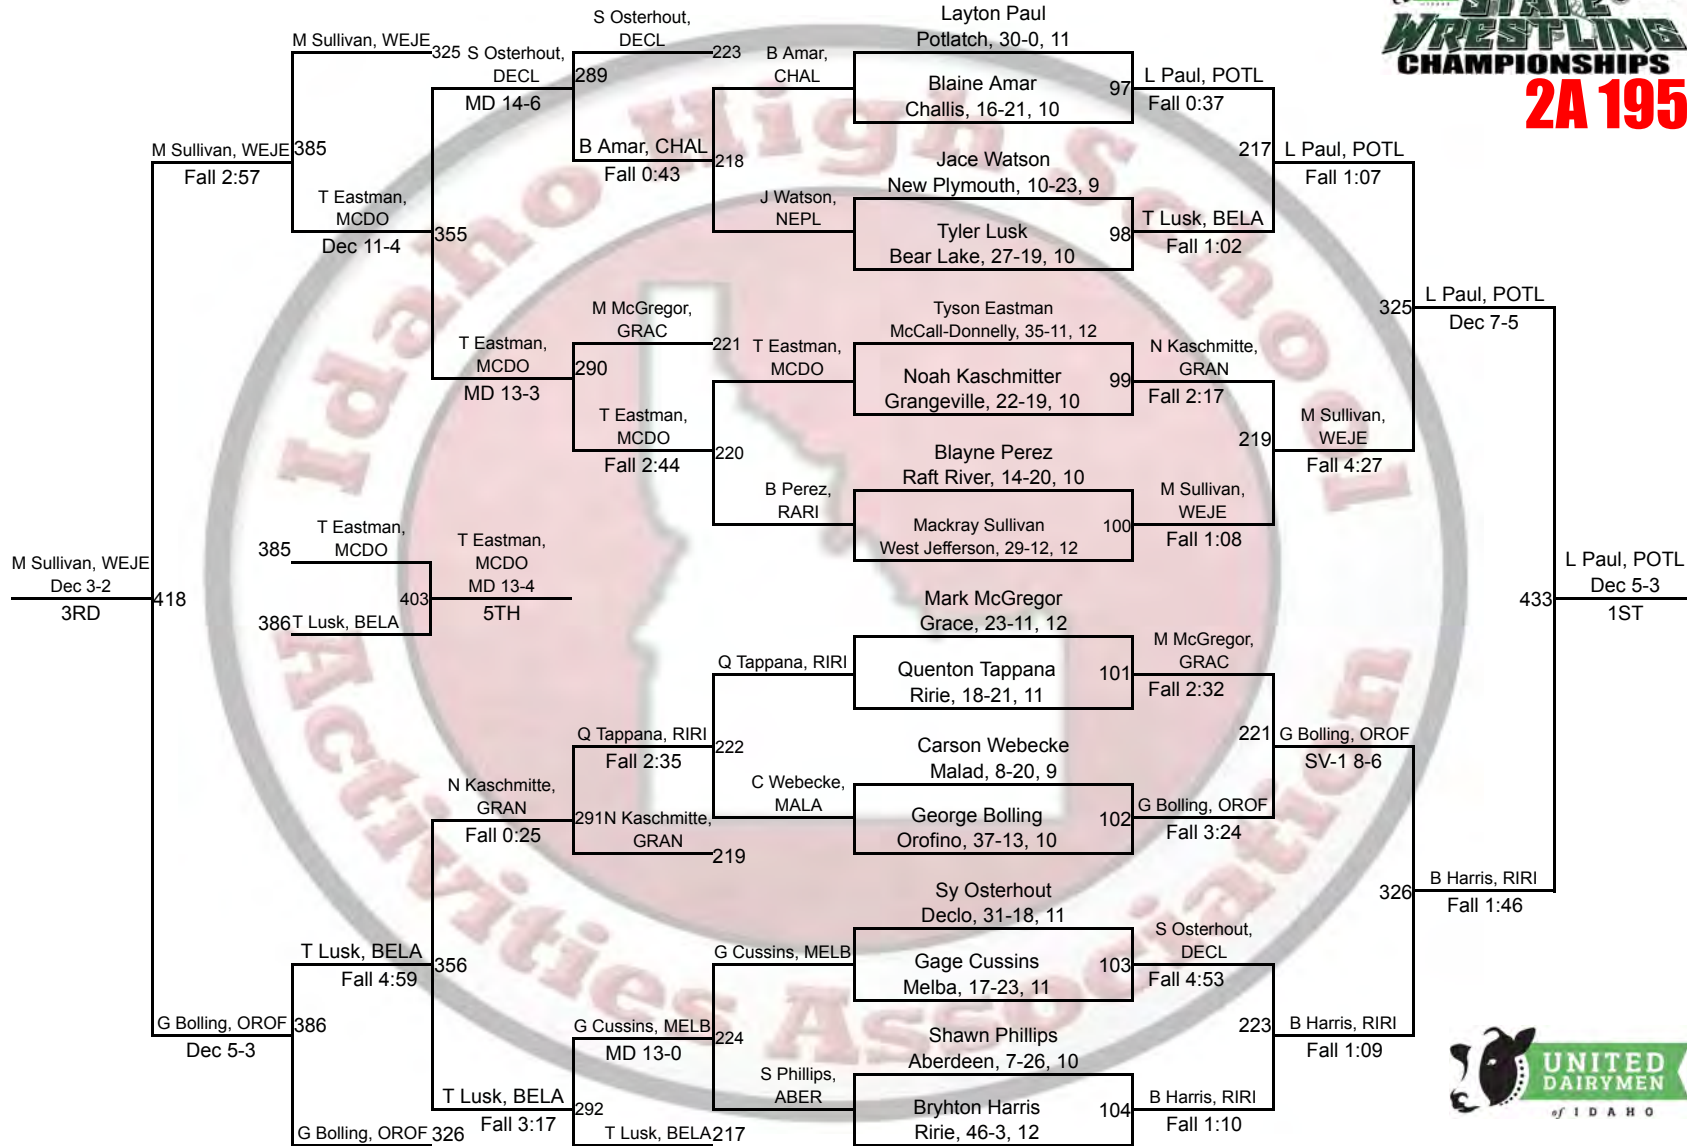 STATE
WRESTLING
CHAMPIONSHIPS
2A 195
Idaho High School
Activities Association
Layton Paul
Potlatch, 30-0, 11
Blaine Amar
Challis, 16-21, 10
97
Jace Watson
New Plymouth, 10-23, 9
Tyler Lusk
Bear Lake, 27-19, 10
98
Tyson Eastman
McCall-Donnelly, 35-11, 12
Noah Kaschmitter
Grangeville, 22-19, 10
99
Blayne Perez
Raft River, 14-20, 10
Mackray Sullivan
West Jefferson, 29-12, 12
100
Mark McGregor
Grace, 23-11, 12
Quenton Tappana
Ririe, 18-21, 11
101
Carson Webecke
Malad, 8-20, 9
George Bolling
Orofino, 37-13, 10
102
Sy Osterhout
Declo, 31-18, 11
Gage Cussins
Melba, 17-23, 11
103
Shawn Phillips
Aberdeen, 7-26, 10
Bryhton Harris
Ririe, 46-3, 12
104
L Paul, POTL
Fall 0:37
T Lusk, BELA
Fall 1:02
N Kaschmitte,
GRAN
Fall 2:17
M Sullivan,
WEJE
Fall 1:08
M McGregor,
GRAC
Fall 2:32
G Bolling, OROF
Fall 3:24
S Osterhout,
DECL
Fall 4:53
B Harris, RIRI
Fall 1:10
217
L Paul, POTL
Fall 1:07
219
M Sullivan,
WEJE
Fall 4:27
221
G Bolling, OROF
SV-1 8-6
223
B Harris, RIRI
Fall 1:09
325
L Paul, POTL
Dec 7-5
326
B Harris, RIRI
Fall 1:46
433
L Paul, POTL
Dec 5-3
1ST
B Amar,
CHAL
J Watson,
NEPL
218
T Eastman,
MCDO
B Perez,
RARI
220
Q Tappana, RIRI
C Webecke,
MALA
222
G Cussins, MELB
S Phillips,
ABER
224
S Osterhout,
DECL
223
B Amar, CHAL
Fall 0:43
289
M McGregor,
GRAC
221
T Eastman,
MCDO
Fall 2:44
290
Q Tappana, RIRI
Fall 2:35
291
N Kaschmitte,
GRAN
219
G Cussins, MELB
MD 13-0
292
T Lusk, BELA
217
S Osterhout,
DECL
MD 14-6
T Eastman,
MCDO
MD 13-3
355
N Kaschmitte,
GRAN
Fall 0:25
T Lusk, BELA
Fall 3:17
356
M Sullivan, WEJE
325
T Eastman,
MCDO
Dec 11-4
385
T Lusk, BELA
Fall 4:59
G Bolling, OROF
326
386
M Sullivan, WEJE
Fall 2:57
G Bolling, OROF
Dec 5-3
418
M Sullivan, WEJE
Dec 3-2
3RD
385
T Eastman,
MCDO
386
T Lusk, BELA
403
T Eastman,
MCDO
MD 13-4
5TH
UNITED
DAIRYMEN
of IDAHO